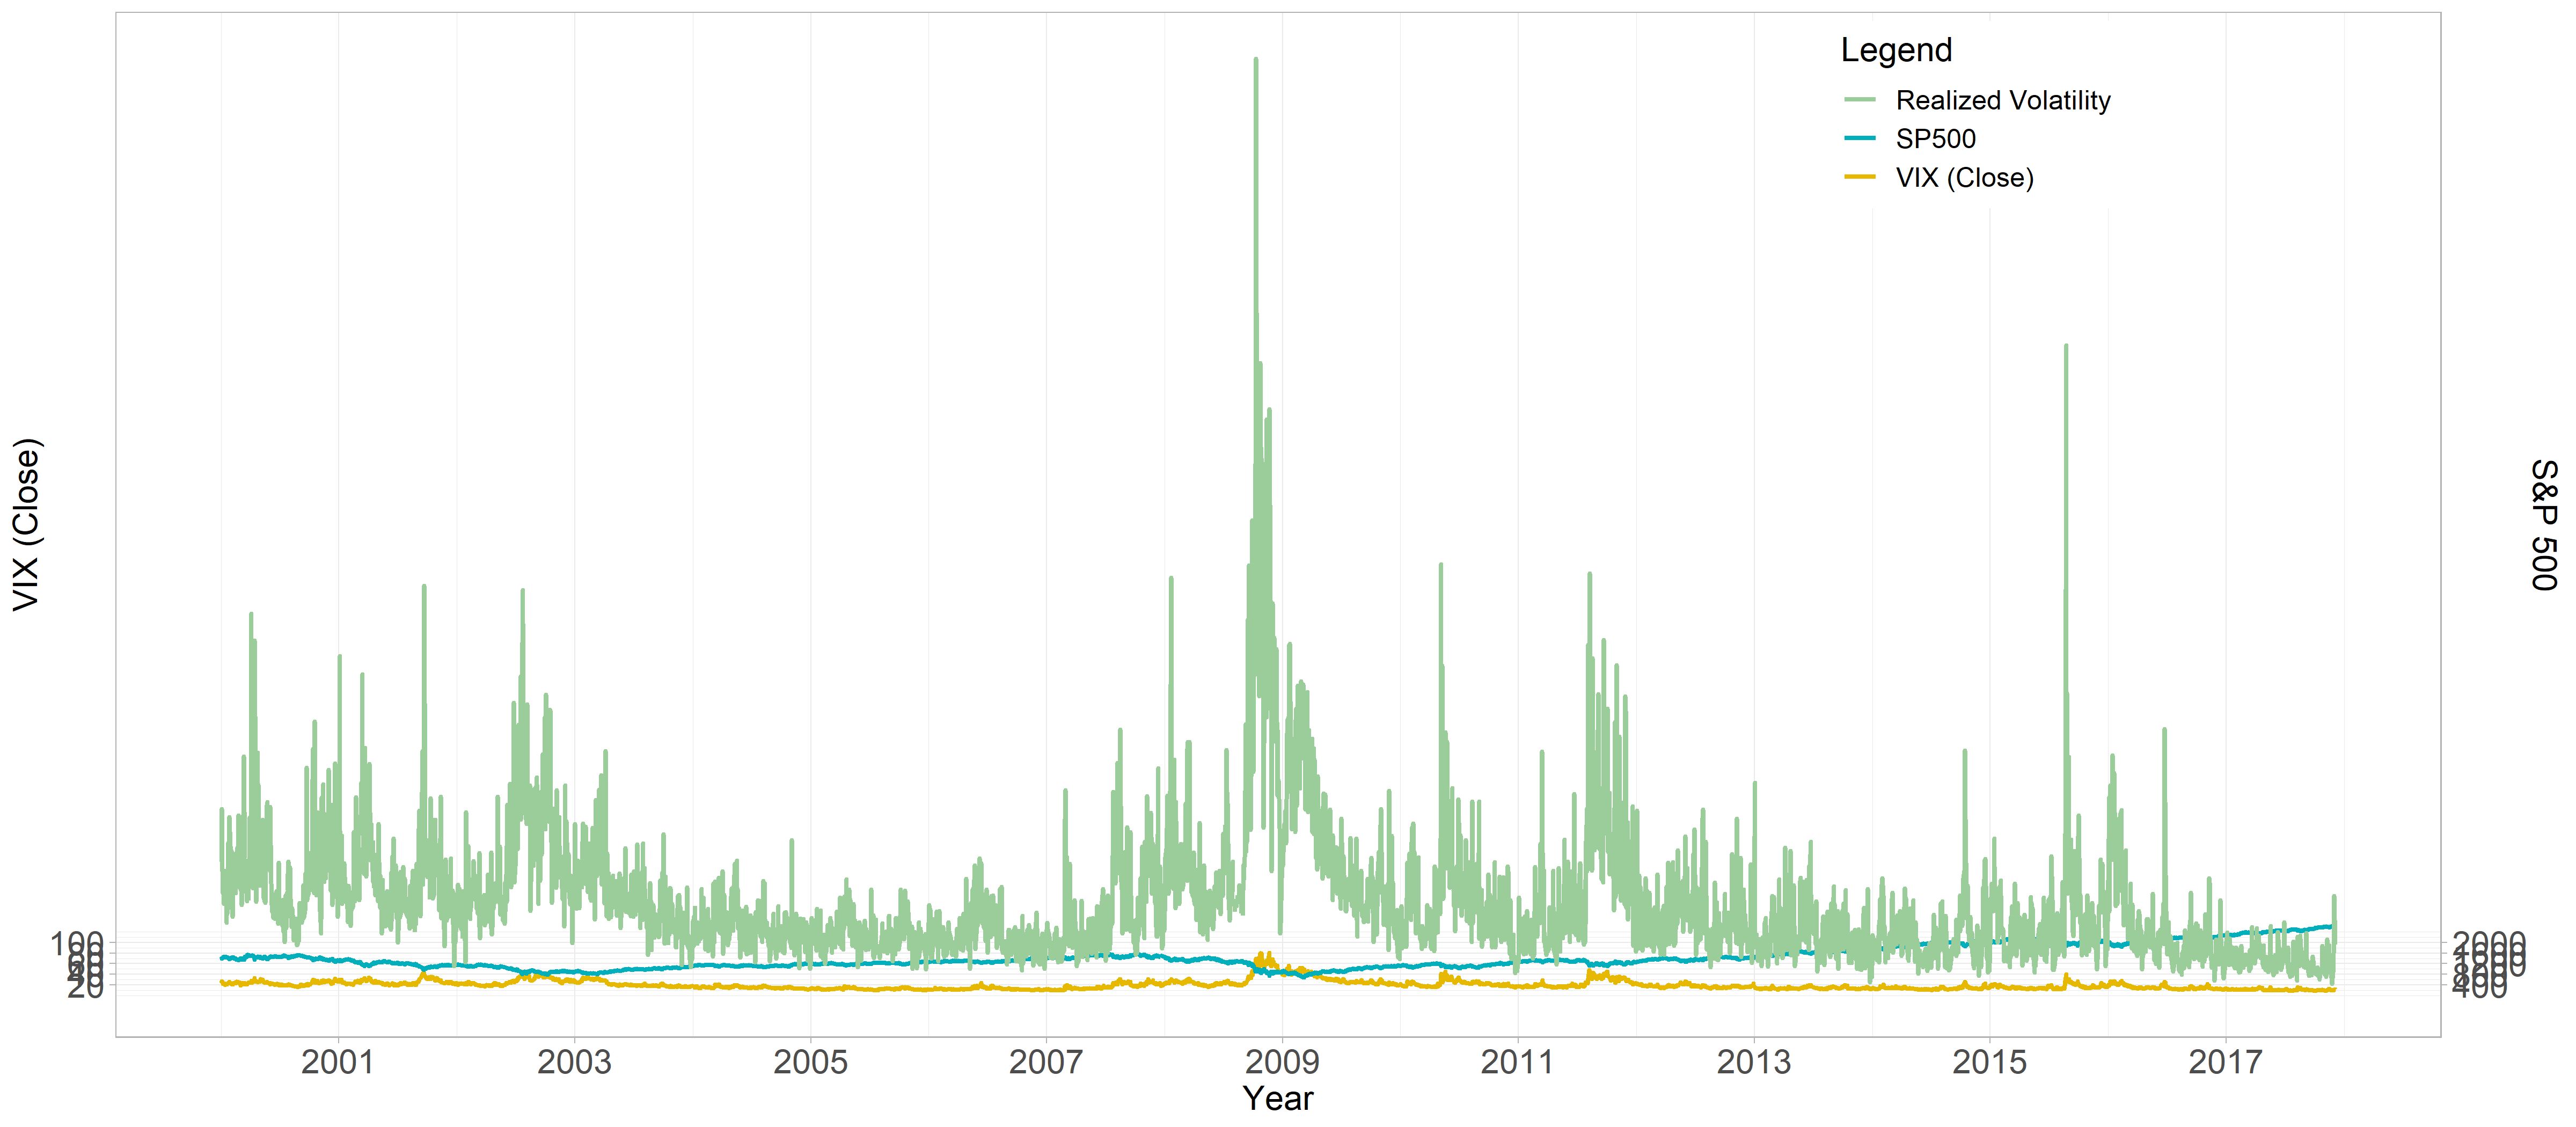 Legend
Realized Volatility
SP500
VIX (Close)
VIX (Close)
S&P 500
100
20
2000
400
2001 2003 2005 2007 2009 2011 2013 2015 2017
Year